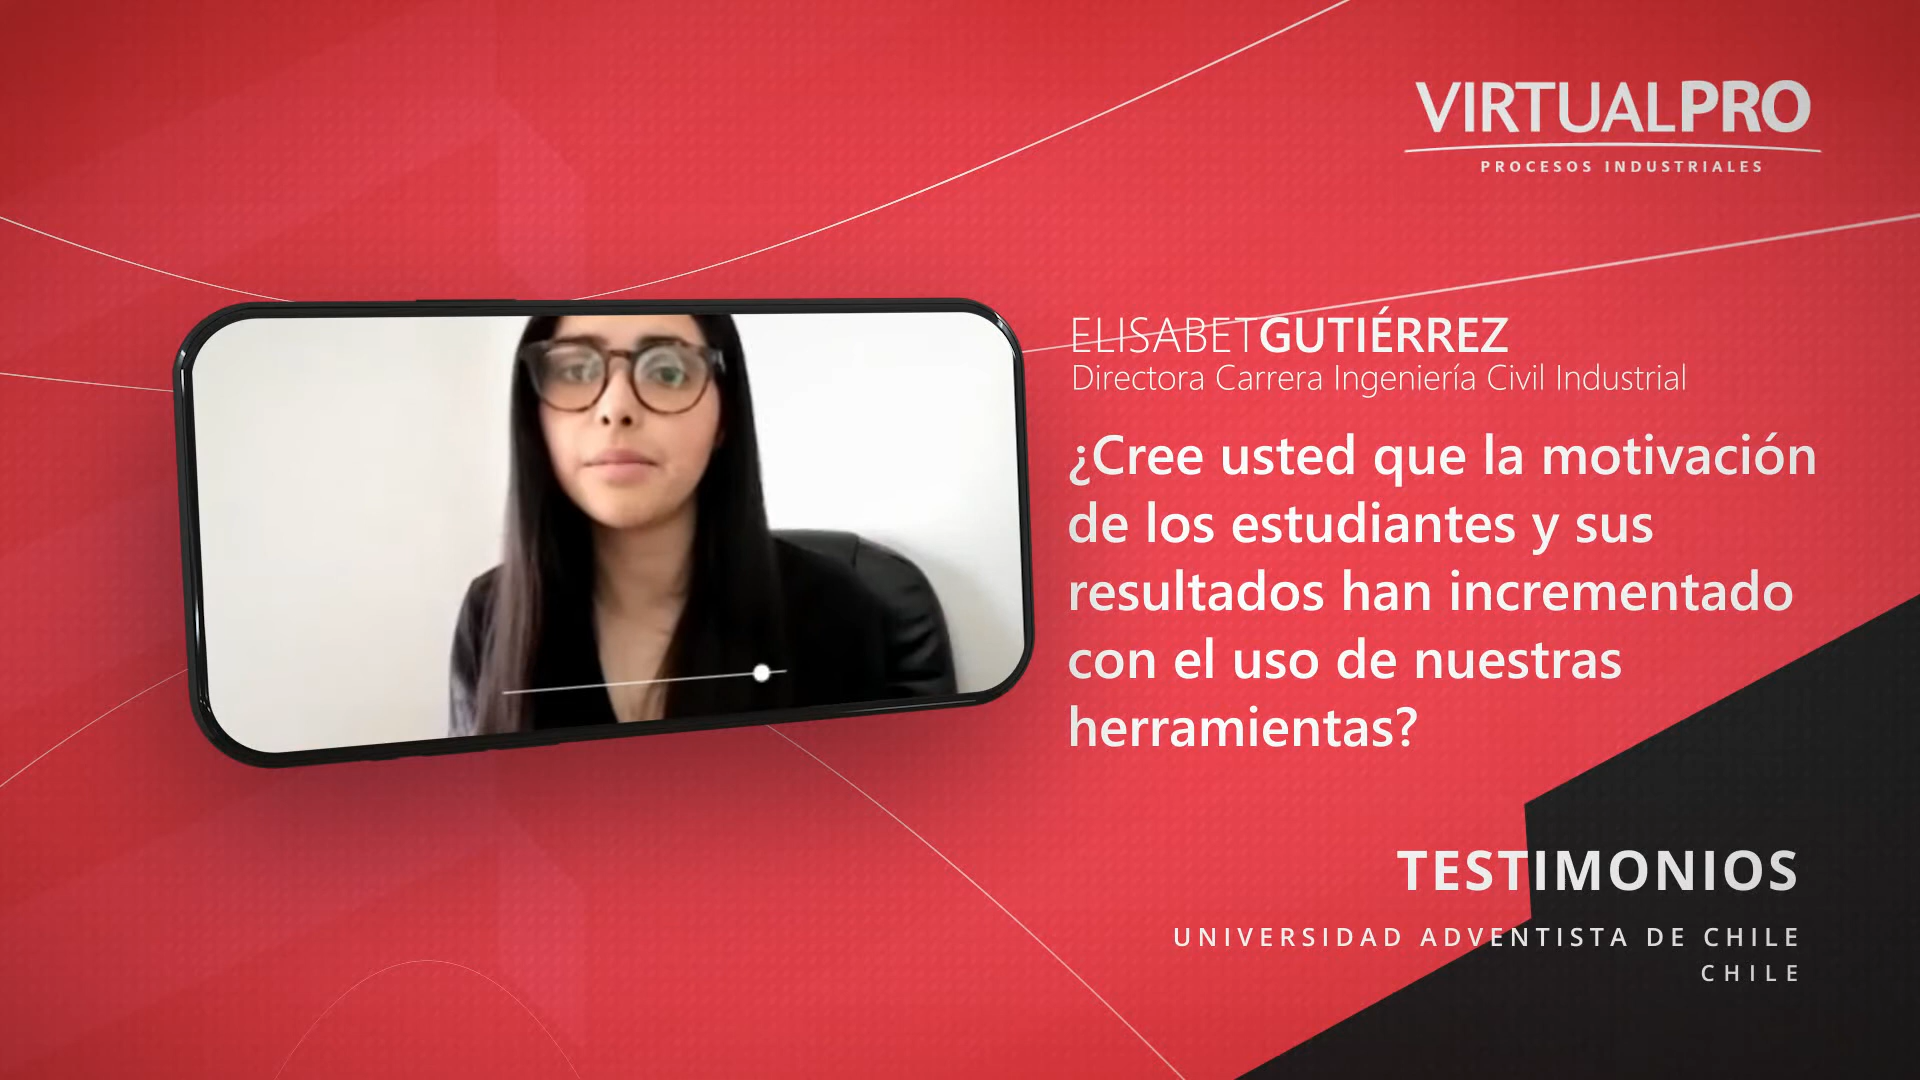 VIRTUALPRO
PROCESOS INDUSTRIALES
ELISABETGUTIÉRREZ
Directora Carrera Ingeniería Civil Industrial
¿Cree usted que la motivación
de los estudiantes y sus
resultados han incrementado
con el uso de nuestras
herramientas?
TESTIMONIOS
UNIVERSIDAD ADVENTISTA DE CHILE
CHILE